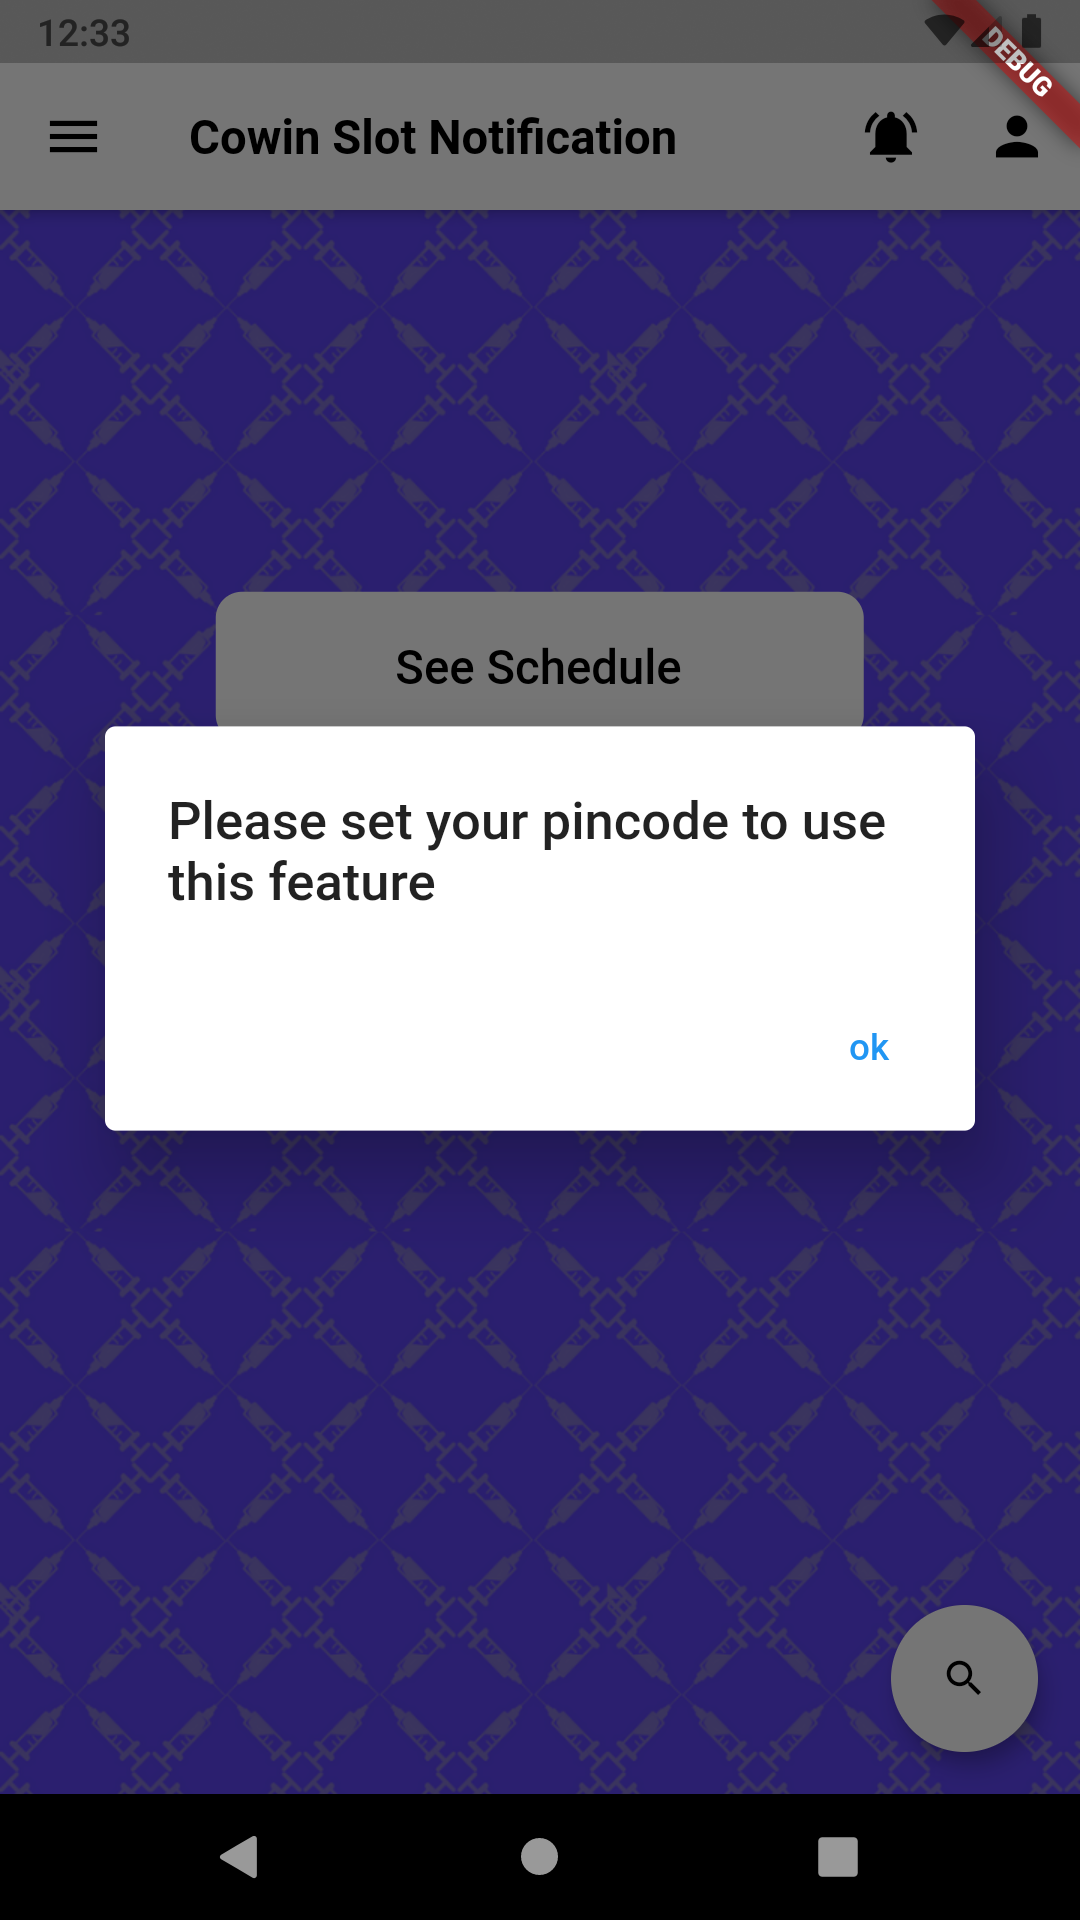 12:33
DEBUG
Cowin Slot Notification
See Schedule
Please set your pincode to use
this feature
ok